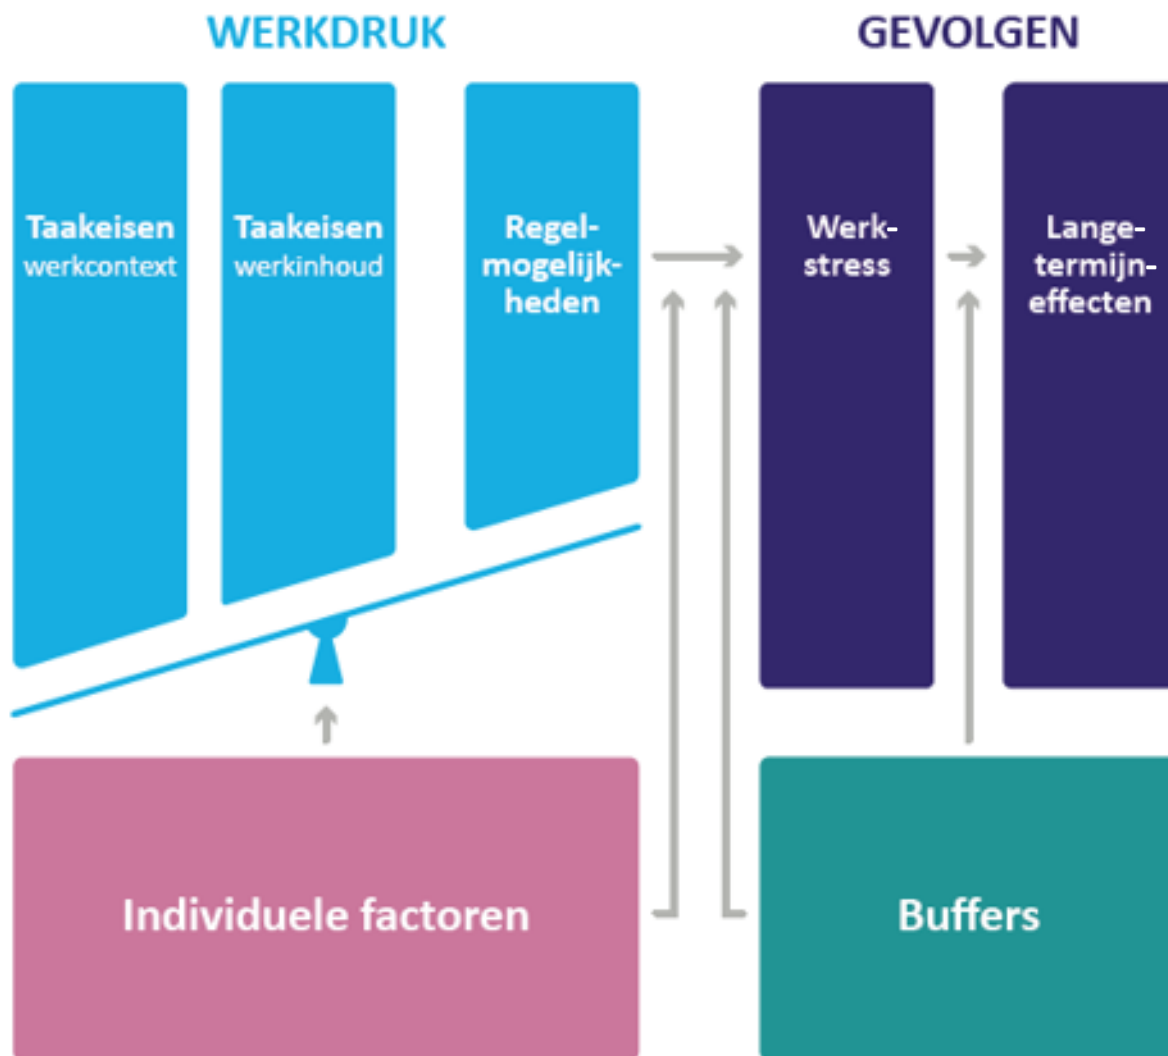 WERKDRUK
GEVOLGEN
Taakeisen
werkcontext
Taakeisen
werkinhoud
Regel-
mogelijk-
heden
Werk-
stress
Lange-
termijn-
effecten
Individuele factoren
Buffers